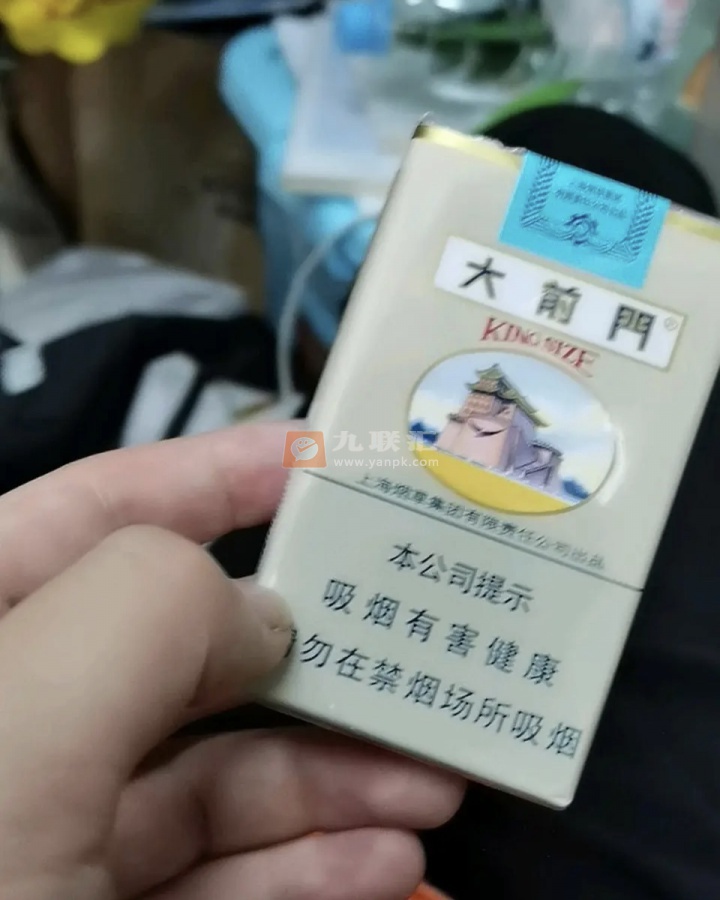 大前門®
KING SIZE
九联汇
www.yanpk.com
上海烟草集团有限责任公司出品
本公司提示
吸烟有害健康
勿在禁烟场所吸烟